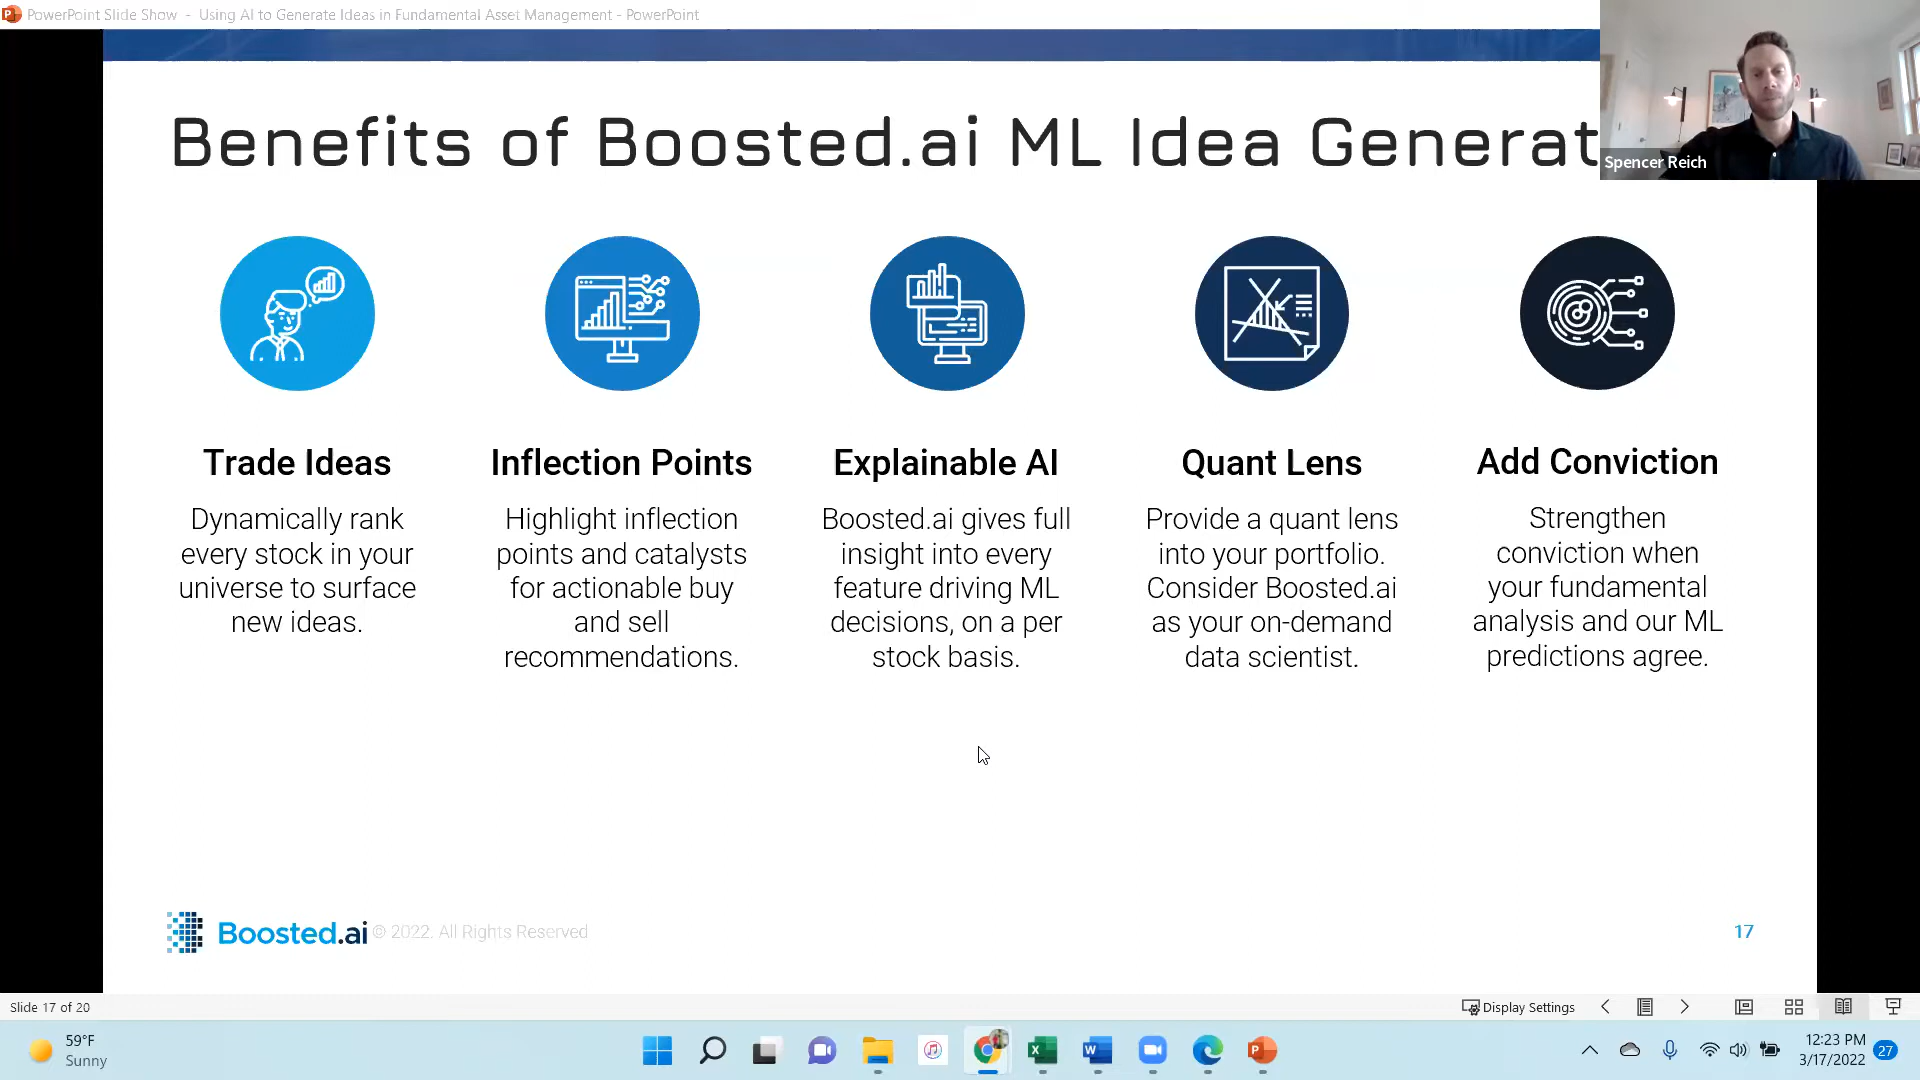 PowerPoint Slide Show - Using AI to Generate Ideas in Fundamental Asset Management - PowerPoint
Benefits of Boosted.ai ML Idea Generat
Spencer Reich
Trade Ideas
Dynamically rank
every stock in your
universe to surface
new ideas.
Inflection Points
Highlight inflection
points and catalysts
for actionable buy
and sell
recommendations.
Explainable AI
Boosted.ai gives full
insight into every
feature driving ML
decisions, on a per
stock basis.
Quant Lens
Provide a quant lens
into your portfolio.
Consider Boosted.ai
as your on-demand
data scientist.
Add Conviction
Strengthen
conviction when
your fundamental
analysis and our ML
predictions agree.
Boosted.ai © 2022. All Rights Reserved
17
Slide 17 of 20
Display Settings
59°F
Sunny
12:23 PM
3/17/2022
27